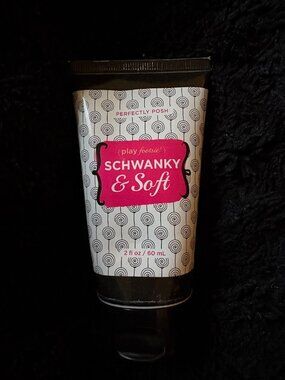 PERFECTLY POSH
(play footsie!)
SCHWANKY
& Soft
2 fl oz / 60 mL